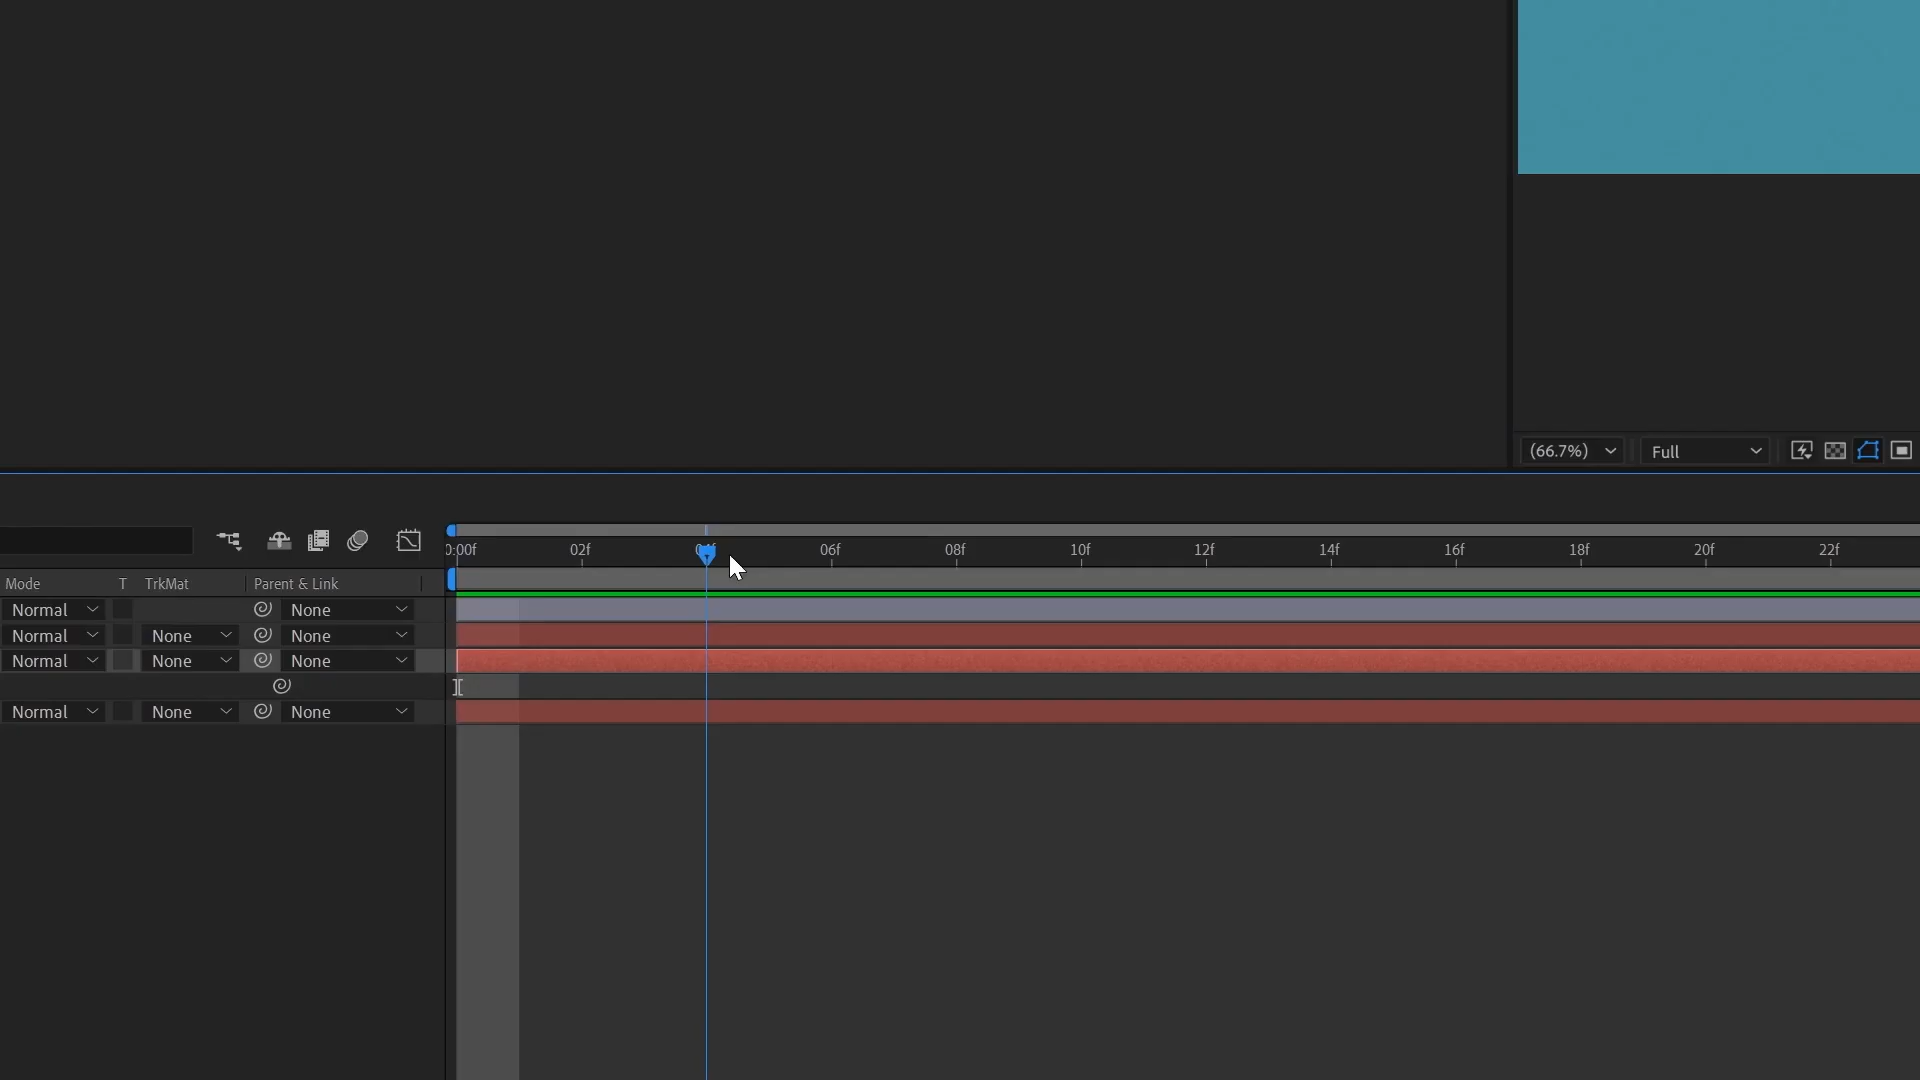 (66.7%) Full
0:00f 02f 04f 06f 08f 10f 12f 14f 16f 18f 20f 22f
Mode T TrkMat Parent & Link
Normal None
Normal None None
Normal None None
Normal None None